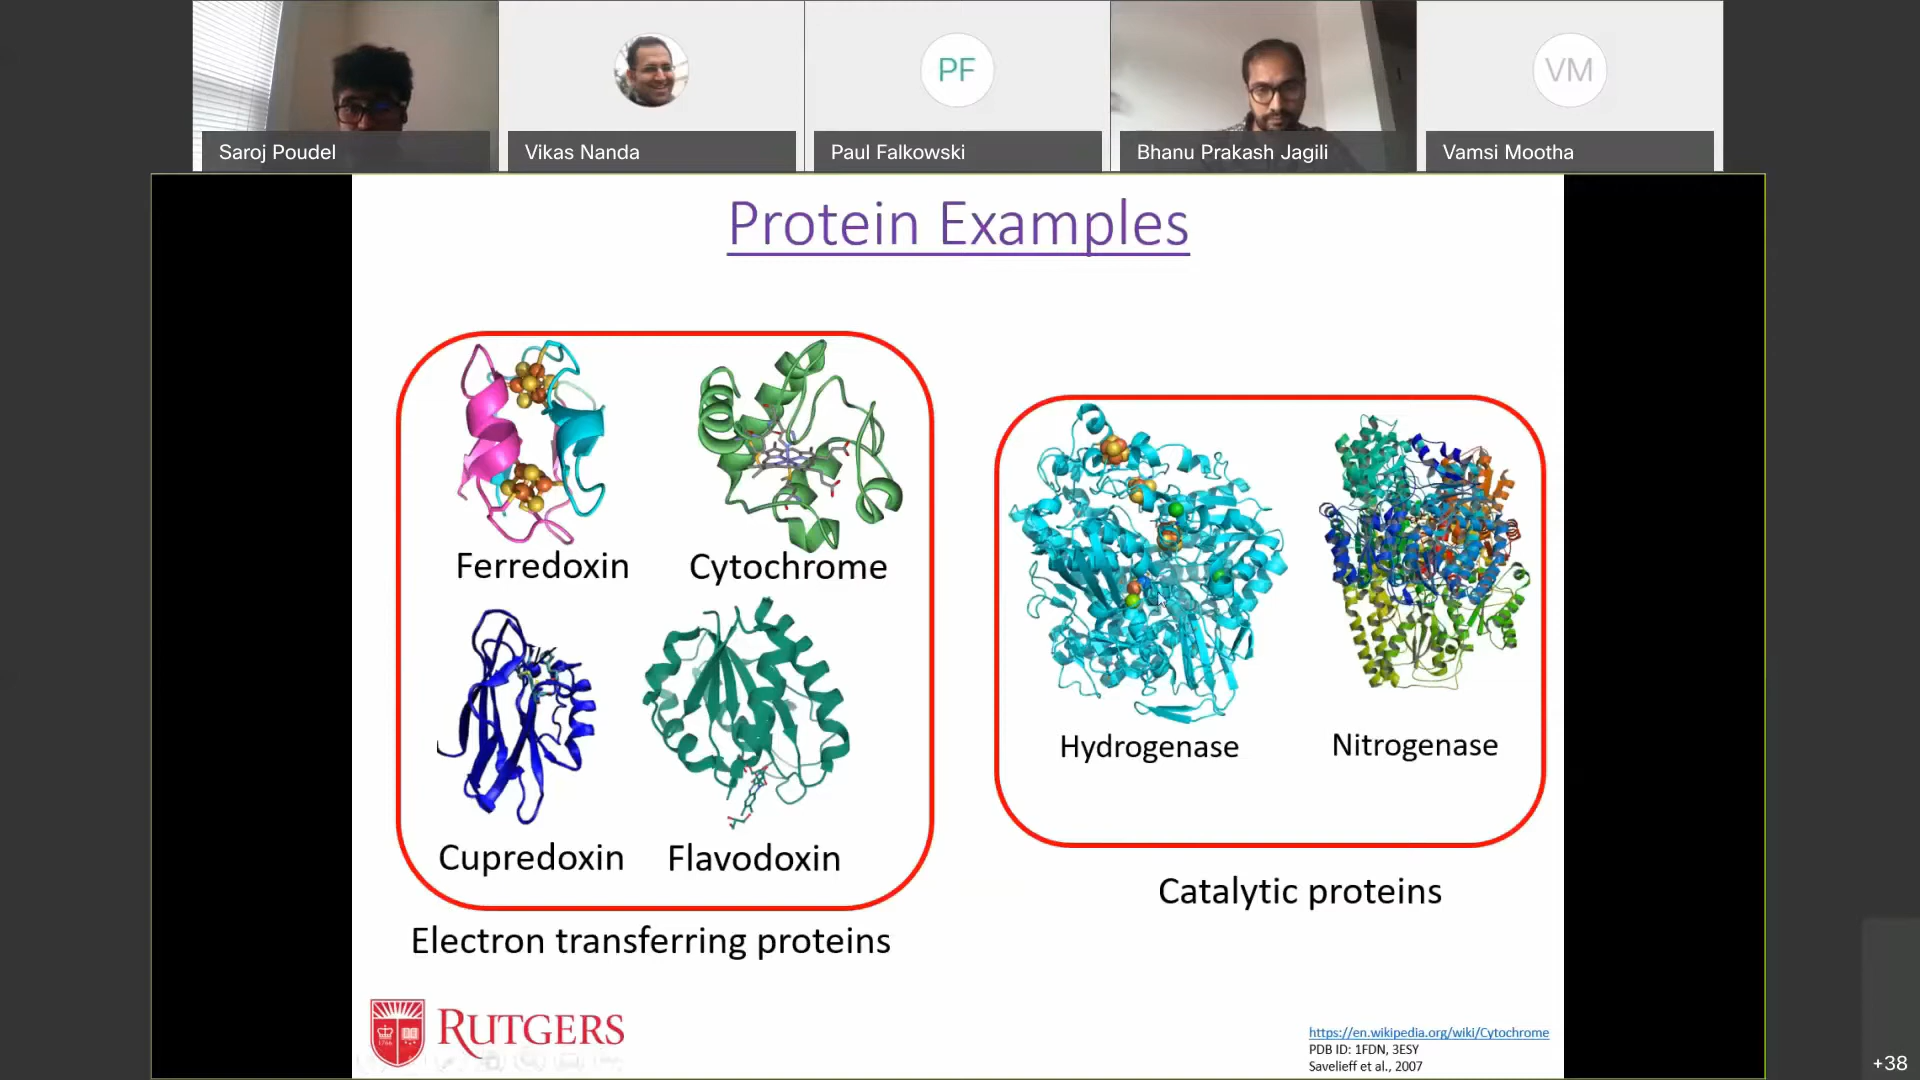 Saroj Poudel
Vikas Nanda
PF
Paul Falkowski
Bhanu Prakash Jagili
VM
Vamsi Mootha
Protein Examples
Ferredoxin
Cytochrome
Cupredoxin
Flavodoxin
Electron transferring proteins
Hydrogenase
Nitrogenase
Catalytic proteins
1766
RUTGERS
https://en.wikipedia.org/wiki/Cytochrome
PDB ID: 1FDN, 3ESY
Savelieff et al., 2007
+38